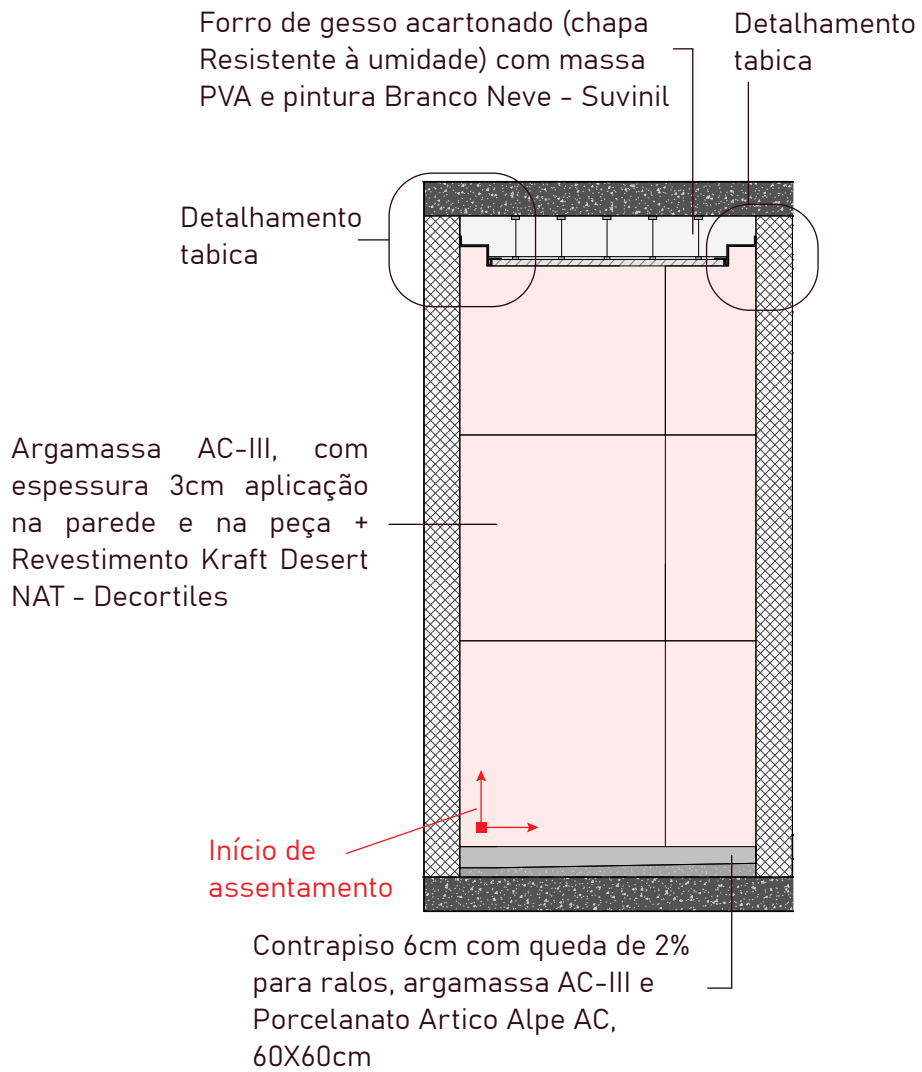 Forro de gesso acartonado (chapa
Resistente à umidade) com massa
PVA e pintura Branco Neve - Suvinil
Detalhamento
tabica
Detalhamento
tabica
Argamassa AC-III, com
espessura 3cm aplicação
na parede e na peça +
Revestimento Kraft Desert
NAT - Decortiles
Início de
assentamento
Contrapiso 6cm com queda de 2%
para ralos, argamassa AC-III e
Porcelanato Artico Alpe AC,
60X60cm